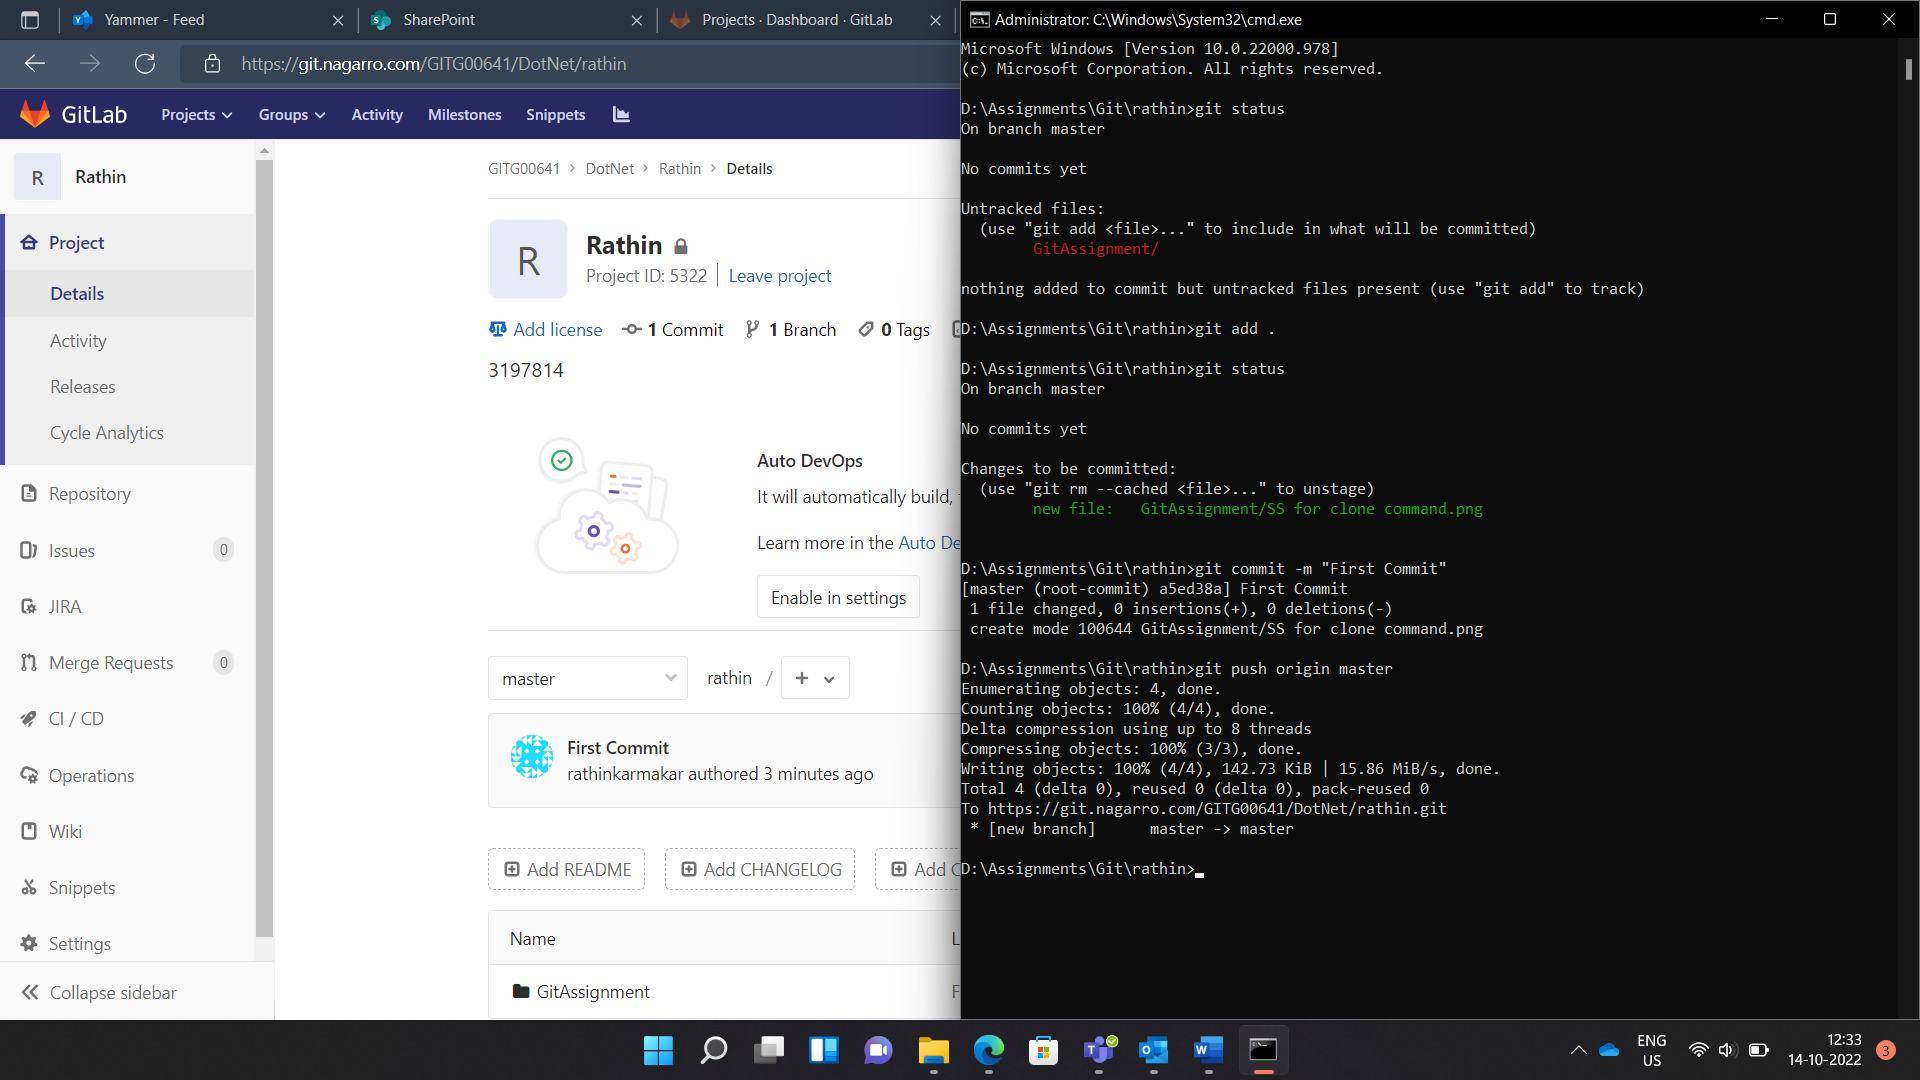 Yammer - Feed
SharePoint
Projects · Dashboard · GitLab
https://git.nagarro.com/GITG00641/DotNet/rathin
GitLab
Projects
Groups
Activity
Milestones
Snippets
R
Rathin
Project
Details
Activity
Releases
Cycle Analytics
Repository
Issues 0
JIRA
Merge Requests 0
CI / CD
Operations
Wiki
Snippets
Settings
Collapse sidebar
GITG00641 > DotNet > Rathin > Details
R
Rathin
Project ID: 5322 | Leave project
Add license
1 Commit
1 Branch
0 Tags
3197814
Auto DevOps
It will automatically build,
Learn more in the Auto De
Enable in settings
master
rathin /
+
First Commit
rathinkarmakar authored 3 minutes ago
Add README
Add CHANGELOG
Add C
Name
L
GitAssignment
F
Administrator: C:\Windows\System32\cmd.exe
Microsoft Windows [Version 10.0.22000.978]
(c) Microsoft Corporation. All rights reserved.
D:\Assignments\Git\rathin>git status
On branch master
No commits yet
Untracked files:
(use "git add <file>..." to include in what will be committed)
GitAssignment/
nothing added to commit but untracked files present (use "git add" to track)
D:\Assignments\Git\rathin>git add .
D:\Assignments\Git\rathin>git status
On branch master
No commits yet
Changes to be committed:
(use "git rm --cached <file>..." to unstage)
new file:   GitAssignment/SS for clone command.png
D:\Assignments\Git\rathin>git commit -m "First Commit"
[master (root-commit) a5ed38a] First Commit
1 file changed, 0 insertions(+), 0 deletions(-)
create mode 100644 GitAssignment/SS for clone command.png
D:\Assignments\Git\rathin>git push origin master
Enumerating objects: 4, done.
Counting objects: 100% (4/4), done.
Delta compression using up to 8 threads
Compressing objects: 100% (3/3), done.
Writing objects: 100% (4/4), 142.73 KiB | 15.86 MiB/s, done.
Total 4 (delta 0), reused 0 (delta 0), pack-reused 0
To https://git.nagarro.com/GITG00641/DotNet/rathin.git
* [new branch]      master -> master
D:\Assignments\Git\rathin>
ENG
US
12:33
14-10-2022
3